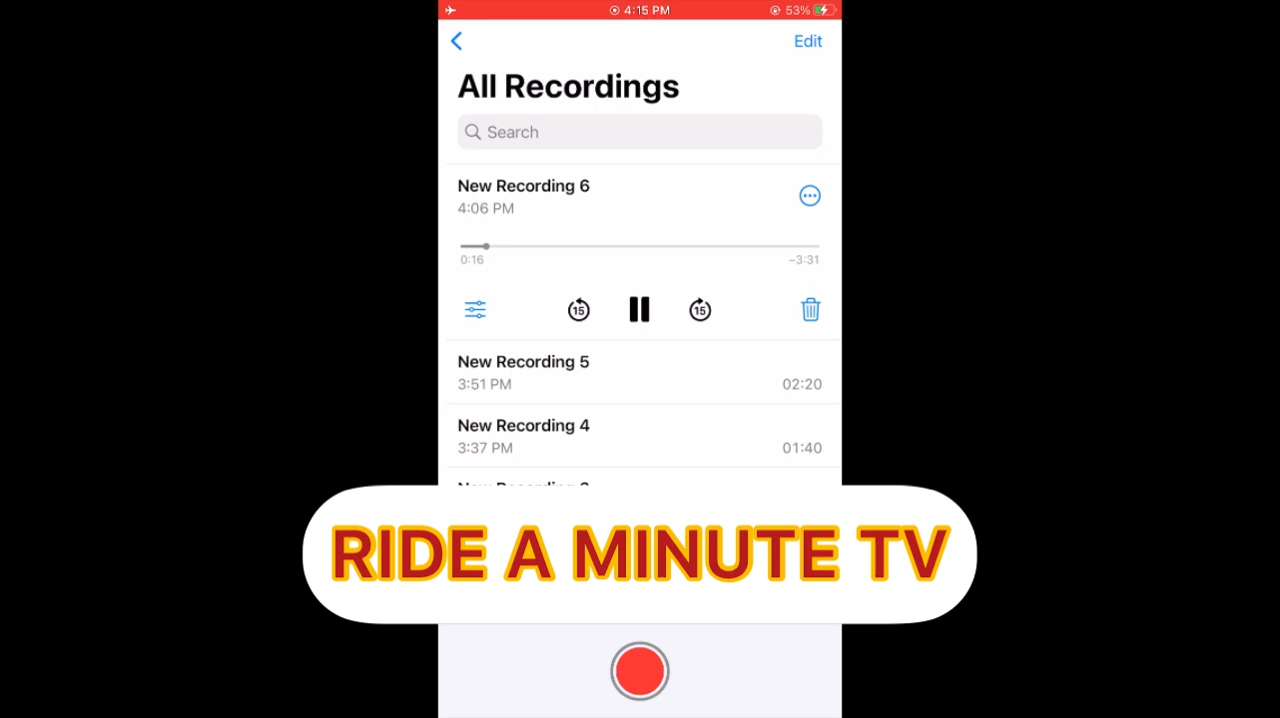 4:15 PM
53%
Edit
All Recordings
Search
New Recording 6
4:06 PM
0:16
−3:31
15
15
New Recording 5
3:51 PM
02:20
New Recording 4
3:37 PM
01:40
RIDE A MINUTE TV